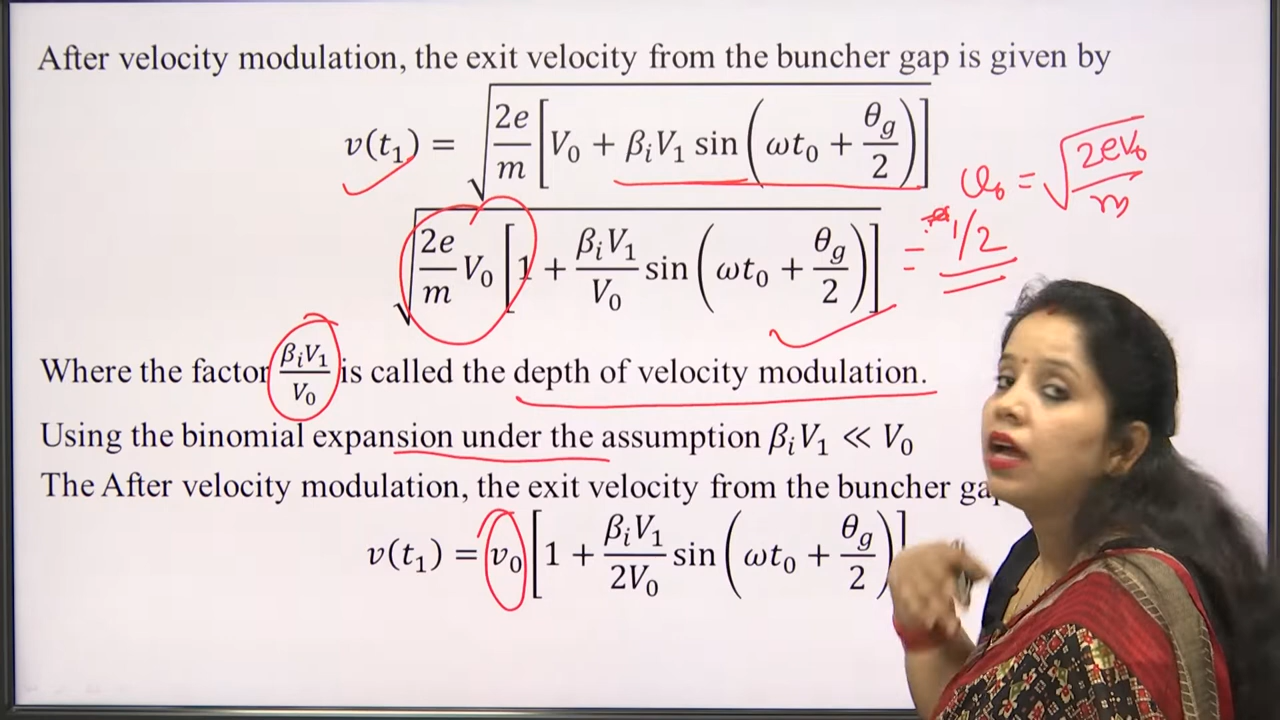 After velocity modulation, the exit velocity from the buncher gap is given by
v(t₁) = √(2e/m [V₀ + βᵢV₁ sin(ωt₀ + θg/2)])
v₀ = √(2eV₀/m)
√(2e/m V₀ [1 + βᵢV₁/V₀ sin(ωt₀ + θg/2)])
= 1/2
Where the factor βᵢV₁/V₀ is called the depth of velocity modulation.
Using the binomial expansion under the assumption βᵢV₁ ≪ V₀
The After velocity modulation, the exit velocity from the buncher
v(t₁) = v₀ [1 + βᵢV₁/2V₀ sin(ωt₀ + θg/2)]